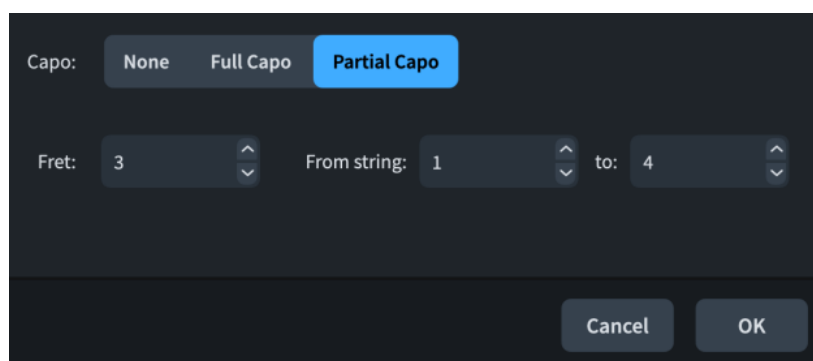 Capo: None Full Capo Partial Capo
Fret: 3 From string: 1 to: 4
Cancel OK